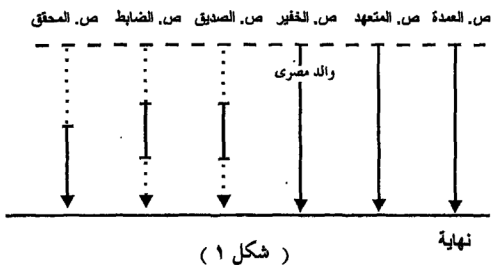 ص. العمدة ص. المتعهد ص. الخفير ص. الصديق ص. الضابط ص. المحقق
والد مصرى
نهاية
( شكل ١ )